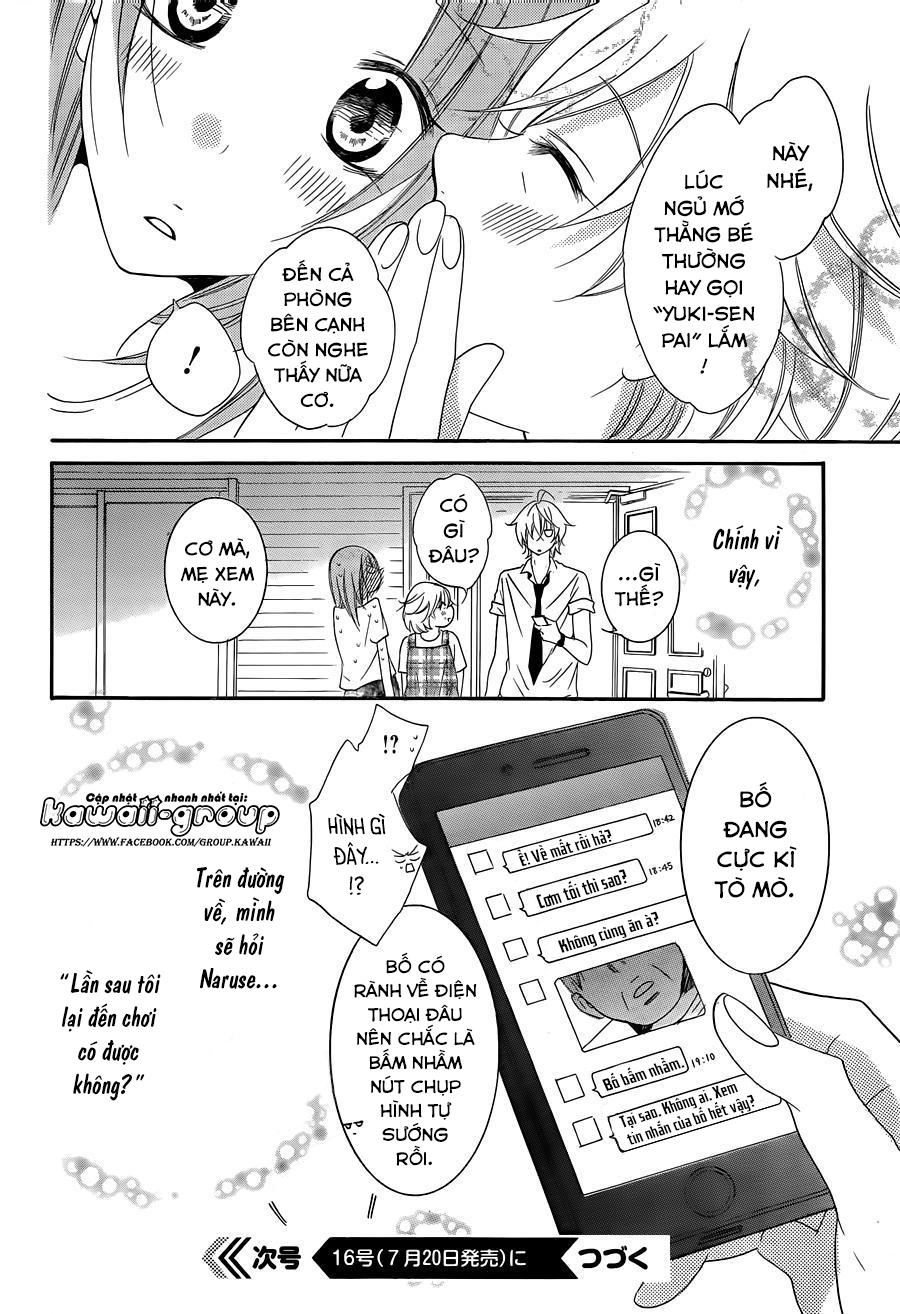 NÀY
NHÉ,
LÚC
NGỦ MỚ
THẰNG BÉ
THƯỜNG
HAY GỌI
“YUKI-SEN
PAI” LẮM
!
ĐẾN CẢ
PHÒNG
BÊN CẠNH
CÒN NGHE
THẤY NỮA
CƠ.
!
Chính vì
vậy,
...GÌ
THẾ?
CÓ
GÌ
ĐÂU?
CƠ MÀ,
MẸ XEM
NÀY.
BỐ
ĐANG
CỰC KÌ
TÒ MÒ.
!?
HÌNH GÌ
ĐÂY...
!?
Ề! Về mất rồi hả?
18:42
Cơm tối thì sao?
18:45
Không cùng ăn à?
Bố bấm nhầm.
19:10
Tại sao. Không ai. Xem
tin nhắn của bố hết vậy?
BỐ CÓ
RÀNH VỀ ĐIỆN
THOẠI ĐÂU
NÊN CHẮC LÀ
BẤM NHẦM
NÚT CHỤP
HÌNH TỰ
SƯỚNG
RỒI.
Cập nhật nhanh nhất tại:
kawaii-group
HTTPS://WWW.FACEBOOK.COM/GROUP.KAWAII
Trên đường
về, mình
sẽ hỏi
Naruse...
“Lần sau tôi
lại đến chơi
có được
không?”
次号 16号(7月20日発売)に つづく